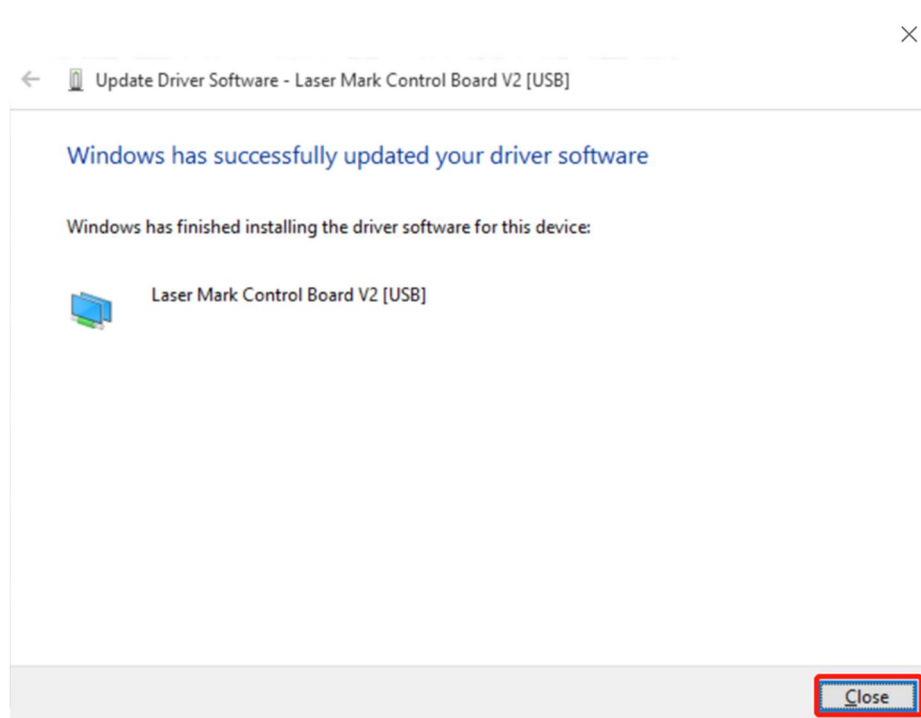 Update Driver Software - Laser Mark Control Board V2 [USB]
Windows has successfully updated your driver software
Windows has finished installing the driver software for this device:
Laser Mark Control Board V2 [USB]
Close